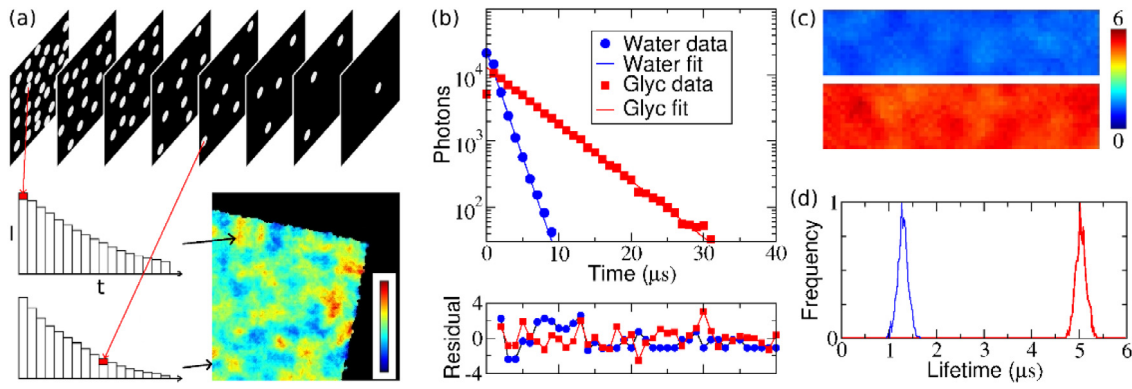 (a)
I
t
(b)
Photons
10⁴
10³
10²
Water data
Water fit
Glyc data
Glyc fit
0 10 20 30 40
Time (μs)
Residual
4
0
-4
(c)
6
0
(d)
Frequency
1
0
0 1 2 3 4 5 6
Lifetime (μs)